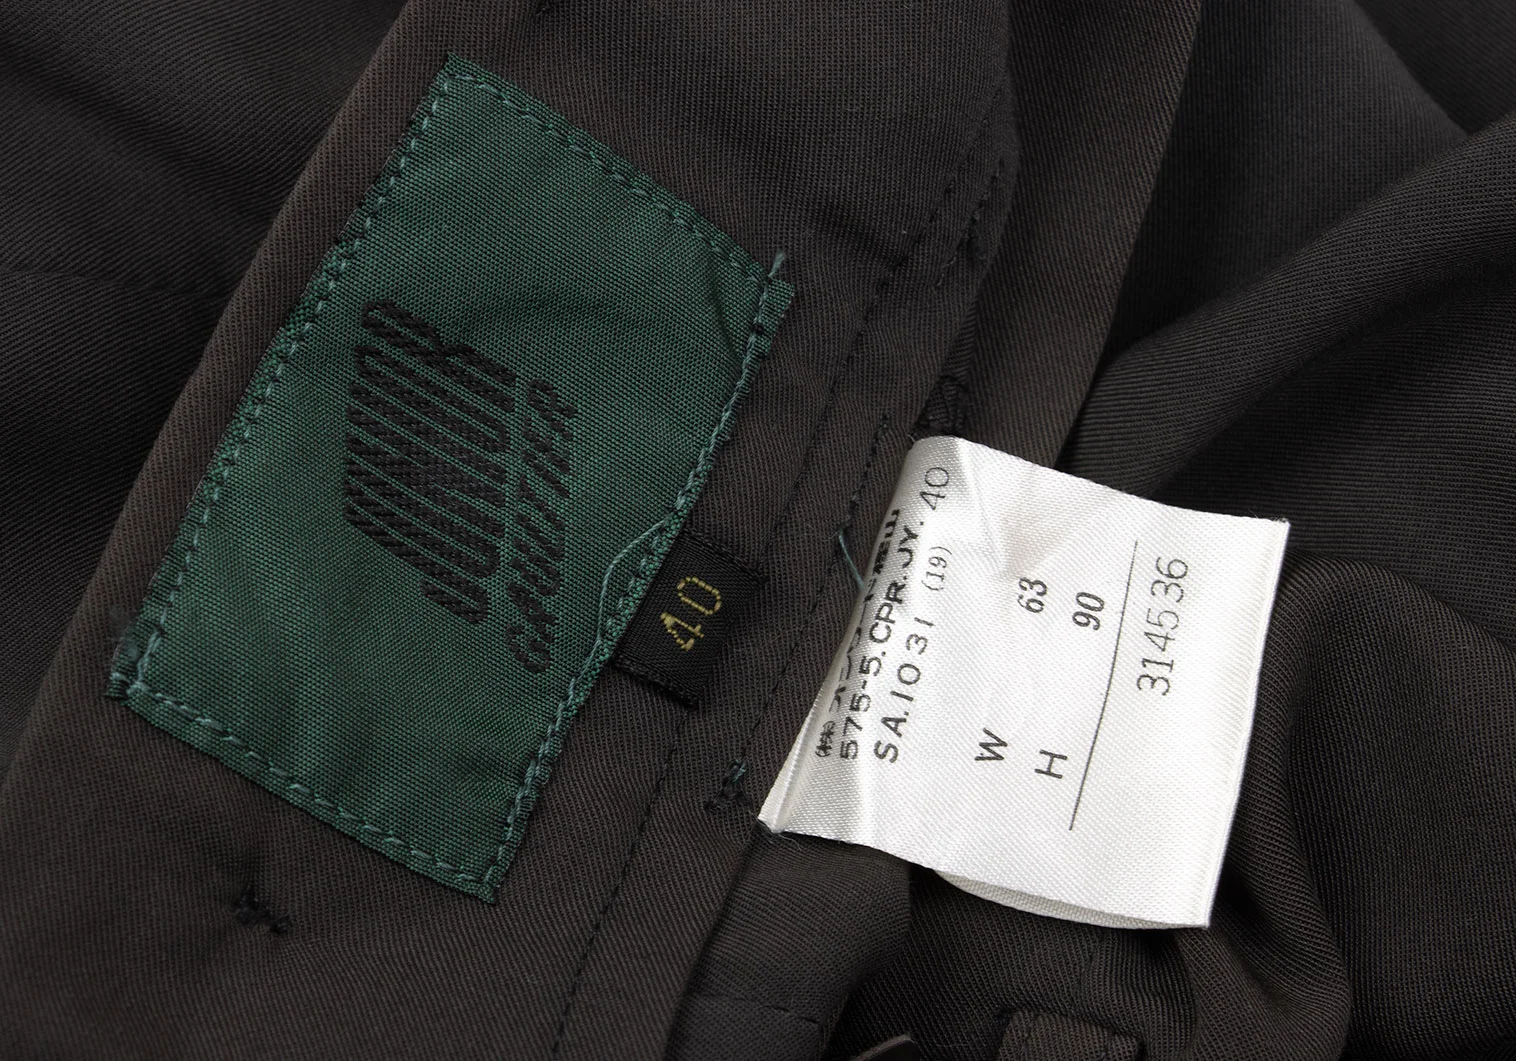 JUNIOR
GAULTIER
40
575-5.CPR.JY. 40
SA.1031 (19)
W 63
H 90
314536